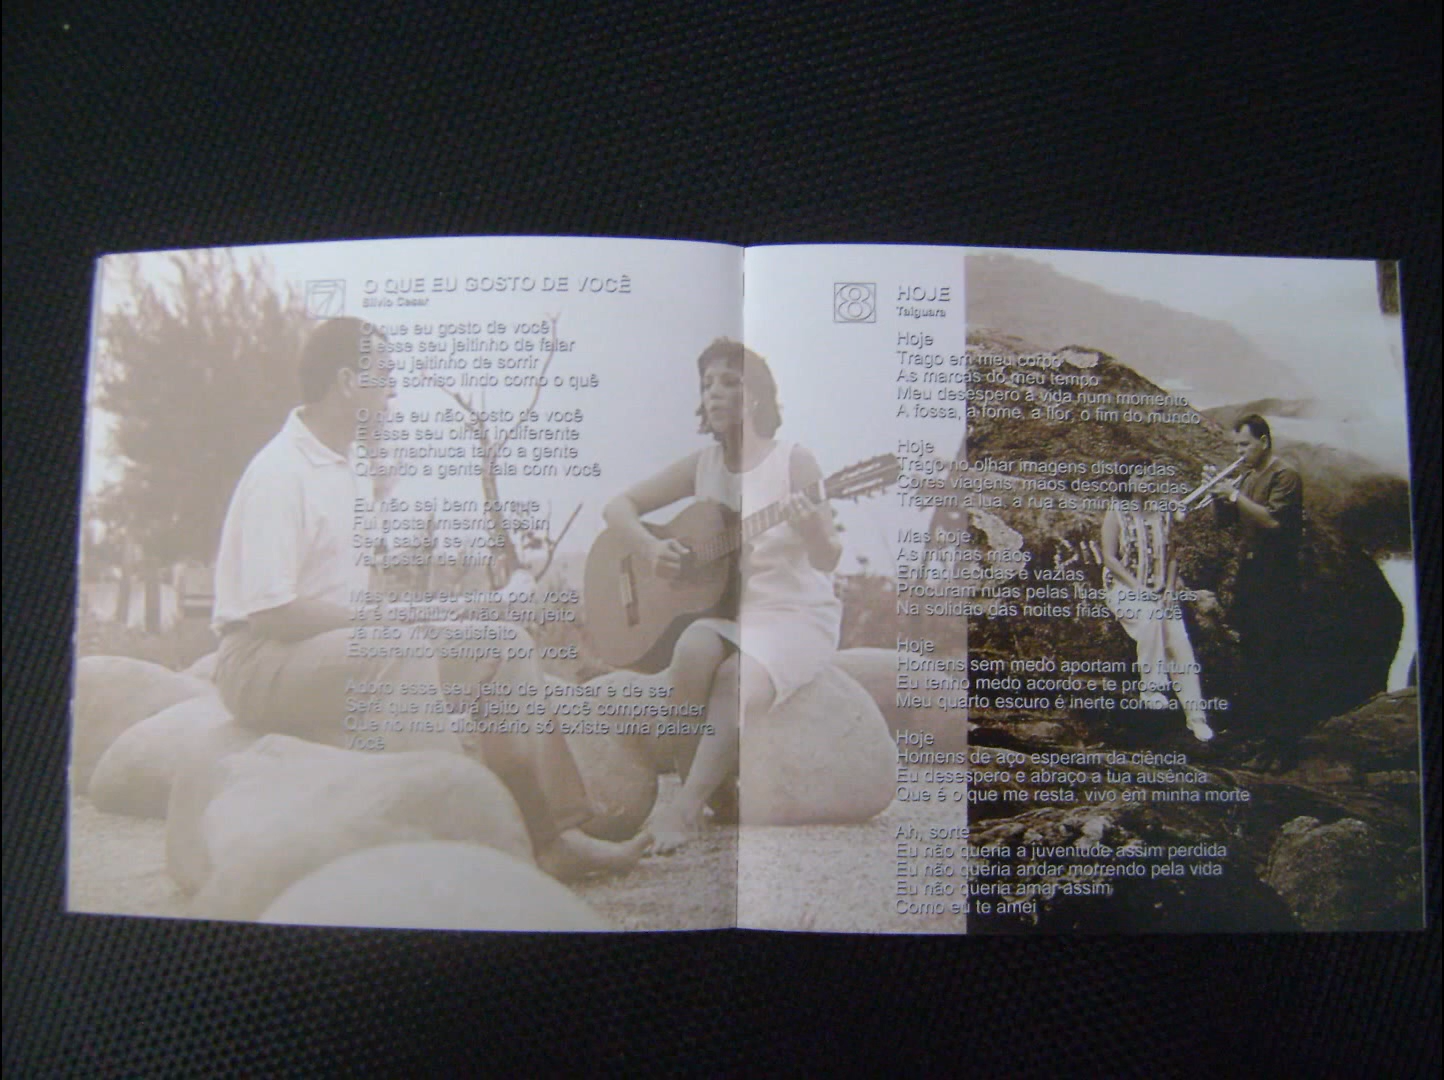 7
O QUE EU GOSTO DE VOCÊ
Silvio Cesar
O que eu gosto de você
É esse seu jeitinho de falar
O seu jeitinho de sorrir
Esse sorriso lindo como o quê
O que eu não gosto de você
É esse seu olhar indiferente
Que machuca tanto a gente
Quando a gente fala com você
Eu não sei bem porque
Fui gostar mesmo assim
Sem saber se você
Vai gostar de mim
Mas o que eu sinto por você
Já é definitivo, não tem jeito
Já não vivo satisfeito
Esperando sempre por você
Adoro esse seu jeito de pensar e de ser
Será que não há jeito de você compreender
Que no meu dicionário só existe uma palavra
Você
8
HOJE
Taiguara
Hoje
Trago em meu corpo
As marcas do meu tempo
Meu desespero a vida num momento
A fossa, a fome, a flor, o fim do mundo
Hoje
Trago no olhar imagens distorcidas
Cores viagens, mãos desconhecidas
Trazem a lua, a rua às minhas mãos
Mas hoje
As minhas mãos
Enfraquecidas e vazias
Procuram nuas pelas luas, pelas ruas
Na solidão das noites frias por você
Hoje
Homens sem medo aportam no futuro
Eu tenho medo acordo e te procuro
Meu quarto escuro é inerte como a morte
Hoje
Homens de aço esperam da ciência
Eu desespero e abraço a tua ausência
Que é o que me resta, vivo em minha morte
Ah, sorte
Eu não queria a juventude assim perdida
Eu não queria andar morrendo pela vida
Eu não queria amar assim
Como eu te amei